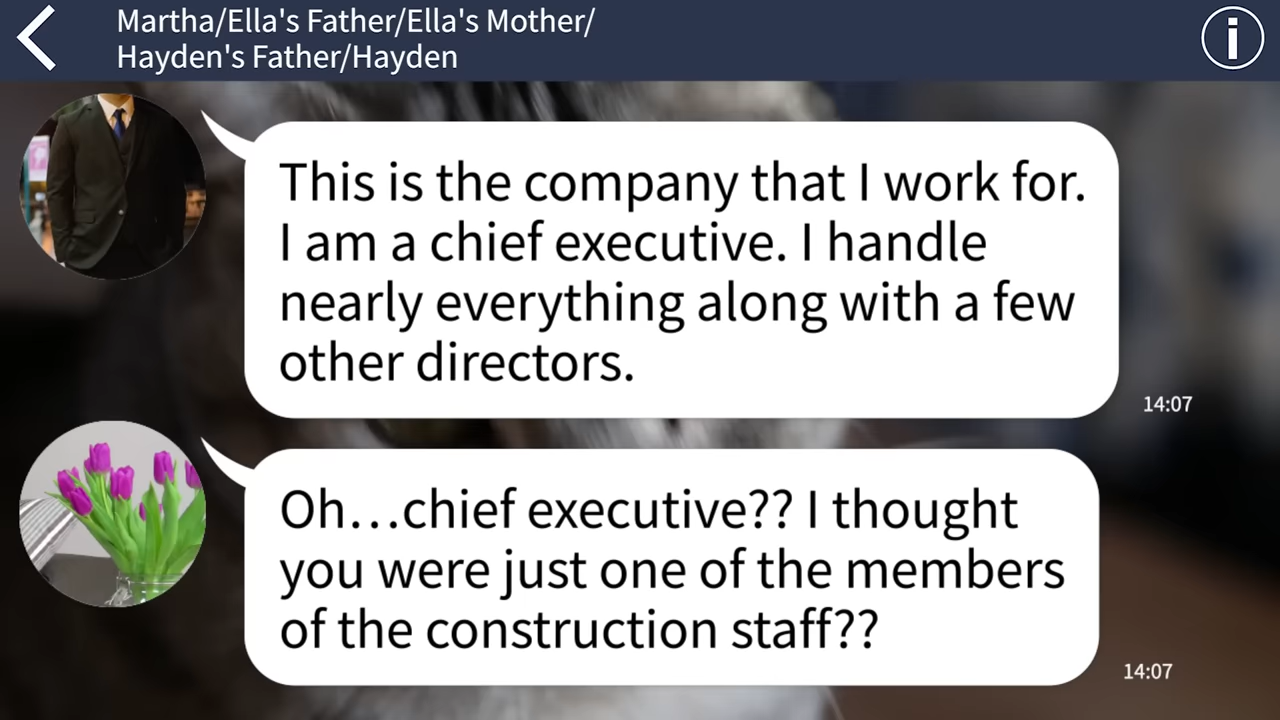 Martha/Ella's Father/Ella's Mother/
Hayden's Father/Hayden
This is the company that I work for.
I am a chief executive. I handle
nearly everything along with a few
other directors.
14:07
Oh…chief executive?? I thought
you were just one of the members
of the construction staff??
14:07